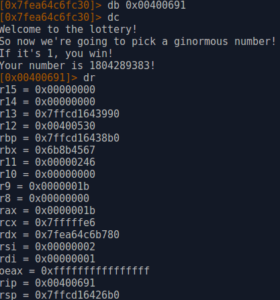 [0x7fea64c6fc30]> db 0x00400691
[0x7fea64c6fc30]> dc
Welcome to the lottery!
So now we're going to pick a ginormous number!
If it's 1, you win!
Your number is 1804289383!
[0x00400691]> dr
r15 = 0x00000000
r14 = 0x00000000
r13 = 0x7ffcd1643990
r12 = 0x00400530
rbp = 0x7ffcd16438b0
rbx = 0x6b8b4567
r11 = 0x00000246
r10 = 0x00000000
r9 = 0x0000001b
r8 = 0x00000000
rax = 0x0000001b
rcx = 0x7fffffe6
rdx = 0x7fea64c6b780
rsi = 0x00000002
rdi = 0x00000001
oeax = 0xffffffffffffffff
rip = 0x00400691
rsp = 0x7ffcd16426b0